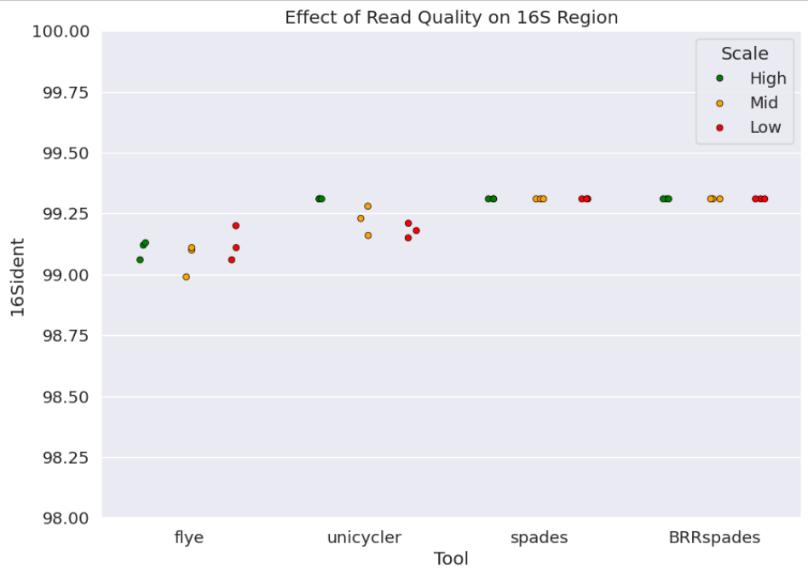 Effect of Read Quality on 16S Region
100.00
99.75
99.50
99.25
99.00
98.75
98.50
98.25
98.00
16Sident
Scale
High
Mid
Low
flye
unicycler
spades
BRRspades
Tool